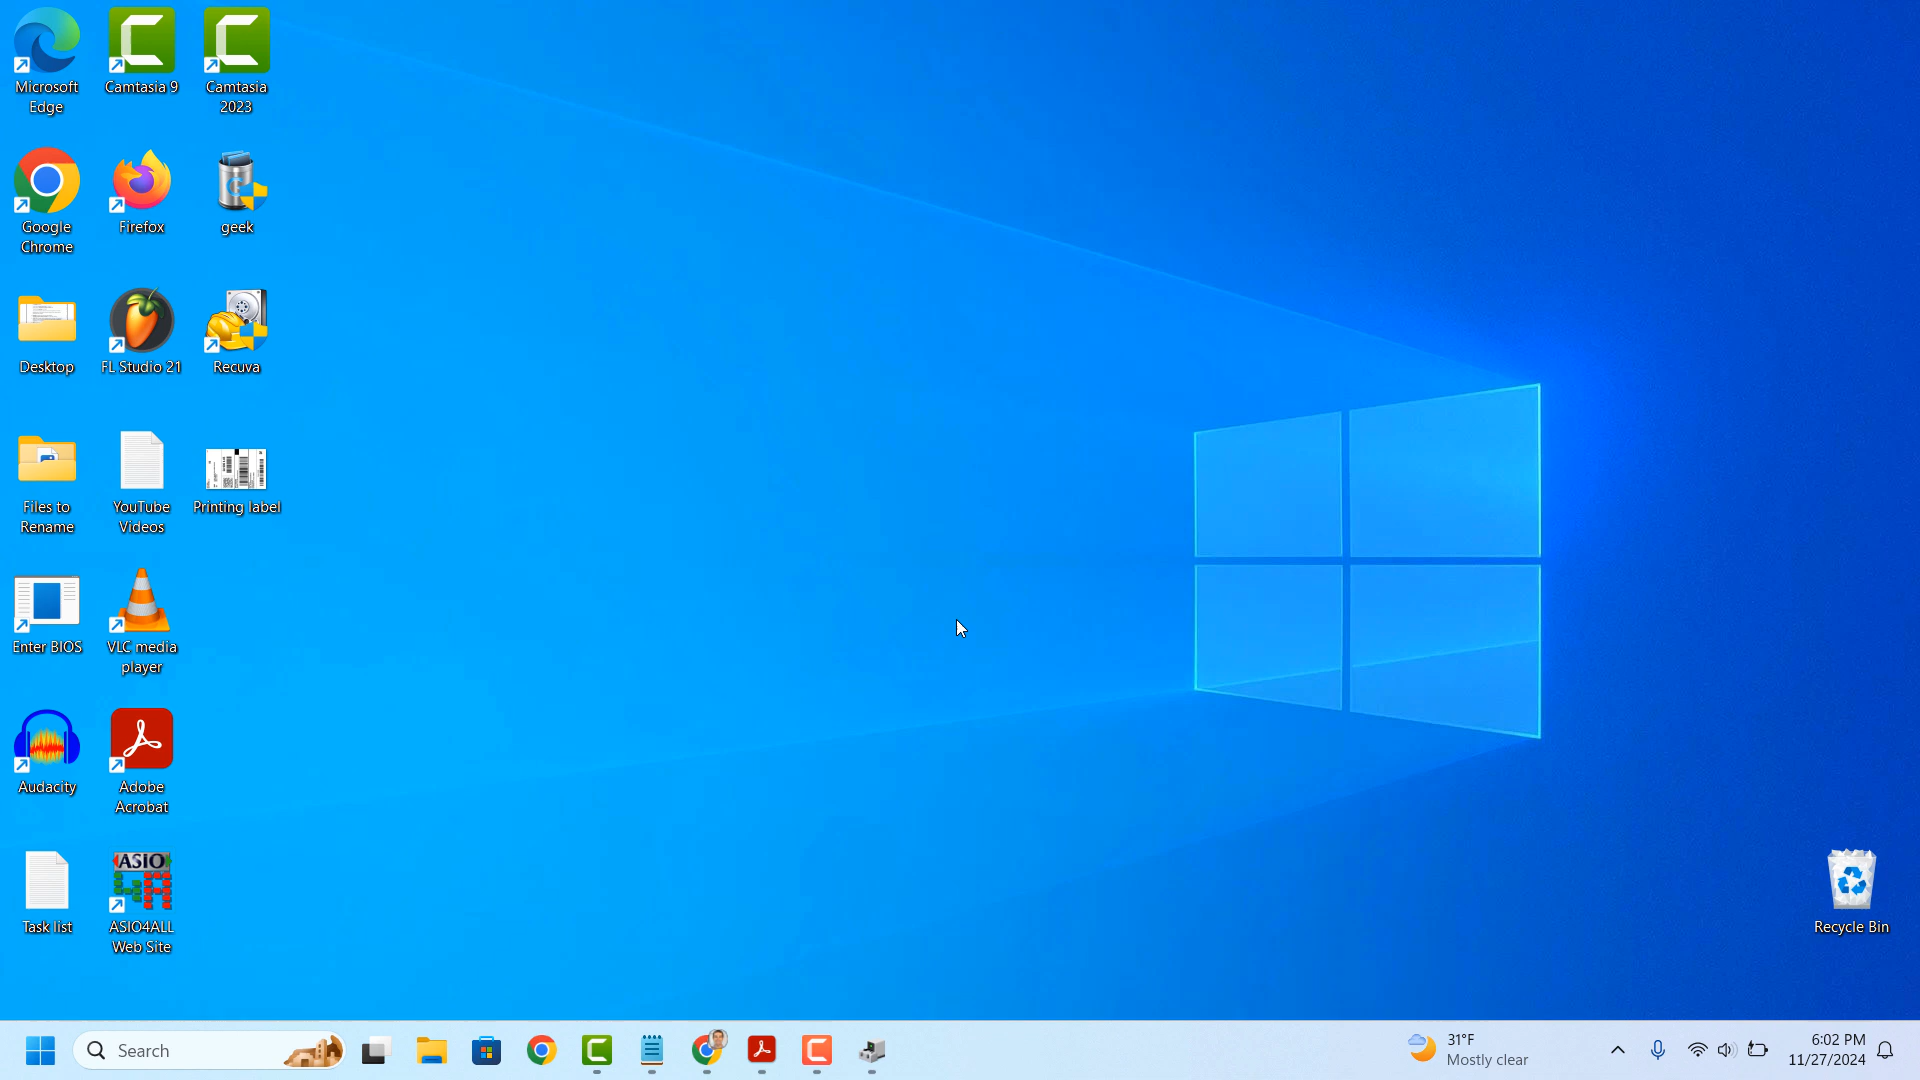 Microsoft
Edge
Camtasia 9
Camtasia
2023
Google
Chrome
Firefox
geek
Desktop
FL Studio 21
Recuva
Files to
Rename
YouTube
Videos
Printing label
Enter BIOS
VLC media
player
Audacity
Adobe
Acrobat
Task list
ASIO
ASIO4ALL
Web Site
Recycle Bin
Search
31°F
Mostly clear
6:02 PM
11/27/2024